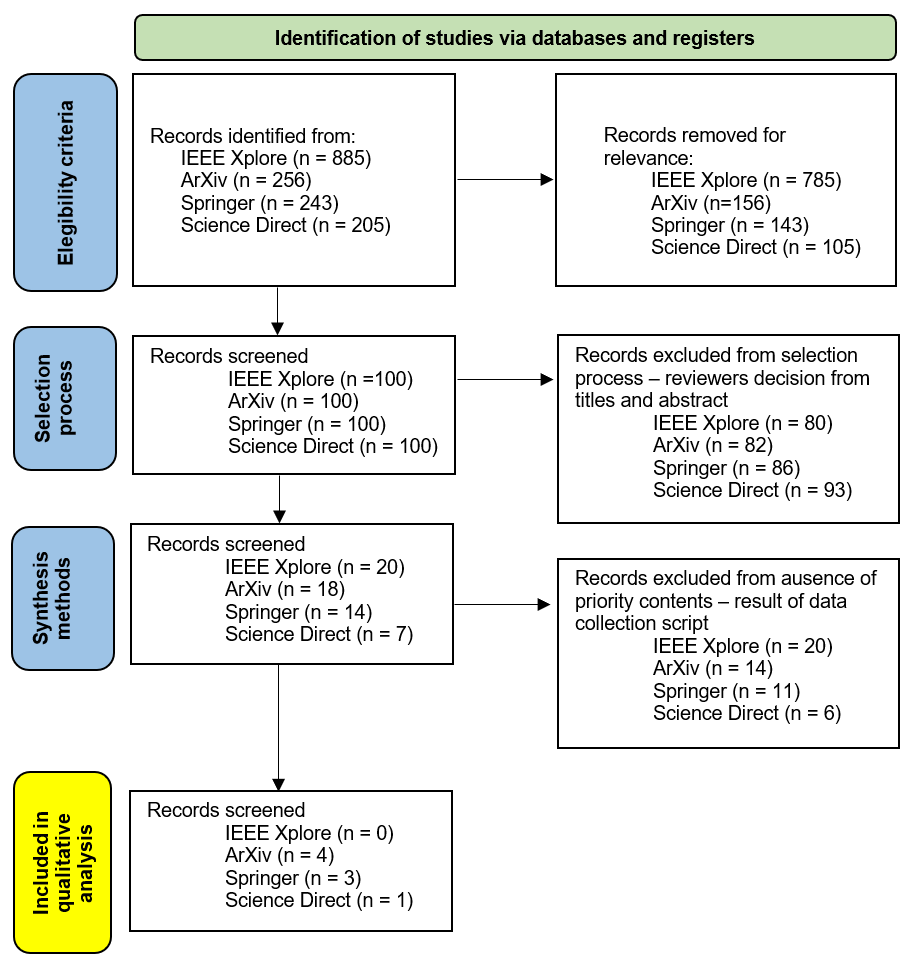 Identification of studies via databases and registers
Elegibility criteria
Records identified from:
IEEE Xplore (n = 885)
ArXiv (n = 256)
Springer (n = 243)
Science Direct (n = 205)
Records removed for
relevance:
IEEE Xplore (n = 785)
ArXiv (n=156)
Springer (n = 143)
Science Direct (n = 105)
Selection
process
Records screened
IEEE Xplore (n =100)
ArXiv (n = 100)
Springer (n = 100)
Science Direct (n = 100)
Records excluded from selection
process – reviewers decision from
titles and abstract
IEEE Xplore (n = 80)
ArXiv (n = 82)
Springer (n = 86)
Science Direct (n = 93)
Synthesis
methods
Records screened
IEEE Xplore (n = 20)
ArXiv (n = 18)
Springer (n = 14)
Science Direct (n = 7)
Records excluded from ausence of
priority contents – result of data
collection script
IEEE Xplore (n = 20)
ArXiv (n = 14)
Springer (n = 11)
Science Direct (n = 6)
Included in
qualitative
analysis
Records screened
IEEE Xplore (n = 0)
ArXiv (n = 4)
Springer (n = 3)
Science Direct (n = 1)